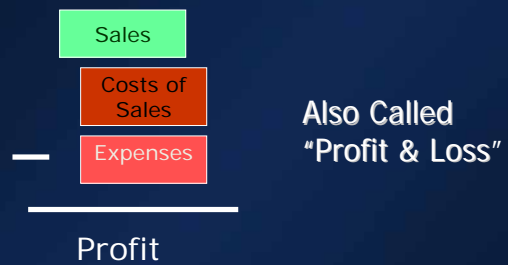 Sales
Costs of
Sales
Expenses
Profit
Also Called
“Profit & Loss”